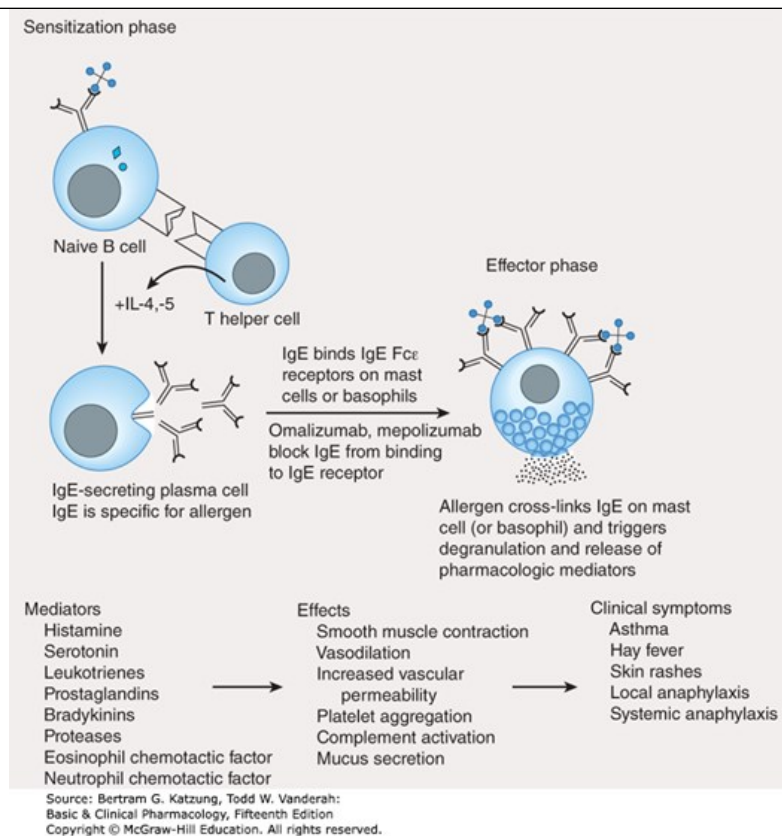 Sensitization phase
Naive B cell
+IL-4,-5
T helper cell
Effector phase
IgE binds IgE Fcε
receptors on mast
cells or basophils
Omalizumab, mepolizumab
block IgE from binding
to IgE receptor
IgE-secreting plasma cell
IgE is specific for allergen
Allergen cross-links IgE on mast
cell (or basophil) and triggers
degranulation and release of
pharmacologic mediators
Mediators
Histamine
Serotonin
Leukotrienes
Prostaglandins
Bradykinins
Proteases
Eosinophil chemotactic factor
Neutrophil chemotactic factor
Effects
Smooth muscle contraction
Vasodilation
Increased vascular
permeability
Platelet aggregation
Complement activation
Mucus secretion
Clinical symptoms
Asthma
Hay fever
Skin rashes
Local anaphylaxis
Systemic anaphylaxis
Source: Bertram G. Katzung, Todd W. Vanderah:
Basic & Clinical Pharmacology, Fifteenth Edition
Copyright © McGraw-Hill Education. All rights reserved.